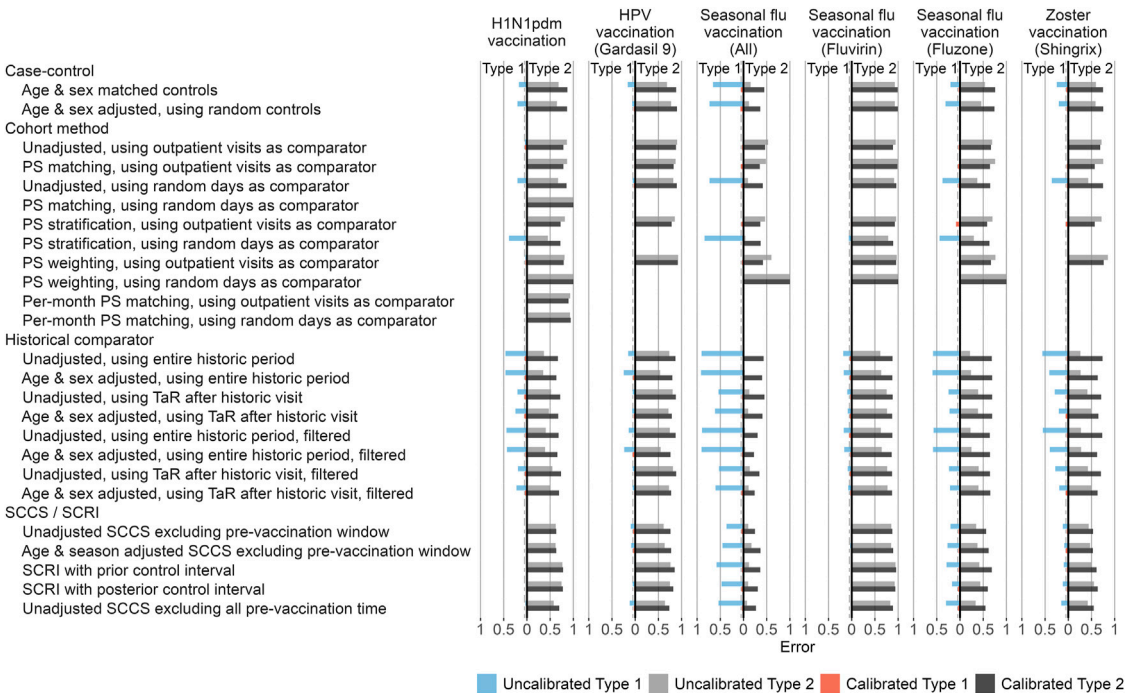 H1N1pdm
vaccination
HPV
vaccination
(Gardasil 9)
Seasonal flu
vaccination
(All)
Seasonal flu
vaccination
(Fluvirin)
Seasonal flu
vaccination
(Fluzone)
Zoster
vaccination
(Shingrix)
Type 1 Type 2 Type 1 Type 2 Type 1 Type 2 Type 1 Type 2 Type 1 Type 2 Type 1 Type 2
Case-control
Age & sex matched controls
Age & sex adjusted, using random controls
Cohort method
Unadjusted, using outpatient visits as comparator
PS matching, using outpatient visits as comparator
Unadjusted, using random days as comparator
PS matching, using random days as comparator
PS stratification, using outpatient visits as comparator
PS stratification, using random days as comparator
PS weighting, using outpatient visits as comparator
PS weighting, using random days as comparator
Per-month PS matching, using outpatient visits as comparator
Per-month PS matching, using random days as comparator
Historical comparator
Unadjusted, using entire historic period
Age & sex adjusted, using entire historic period
Unadjusted, using TaR after historic visit
Age & sex adjusted, using TaR after historic visit
Unadjusted, using entire historic period, filtered
Age & sex adjusted, using entire historic period, filtered
Unadjusted, using TaR after historic visit, filtered
Age & sex adjusted, using TaR after historic visit, filtered
SCCS / SCRI
Unadjusted SCCS excluding pre-vaccination window
Age & season adjusted SCCS excluding pre-vaccination window
SCRI with prior control interval
SCRI with posterior control interval
Unadjusted SCCS excluding all pre-vaccination time
1 0.5 0 0.5 1 1 0.5 0 0.5 1 1 0.5 0 0.5 1 1 0.5 0 0.5 1 1 0.5 0 0.5 1 1 0.5 0 0.5 1
Error
Uncalibrated Type 1 Uncalibrated Type 2 Calibrated Type 1 Calibrated Type 2